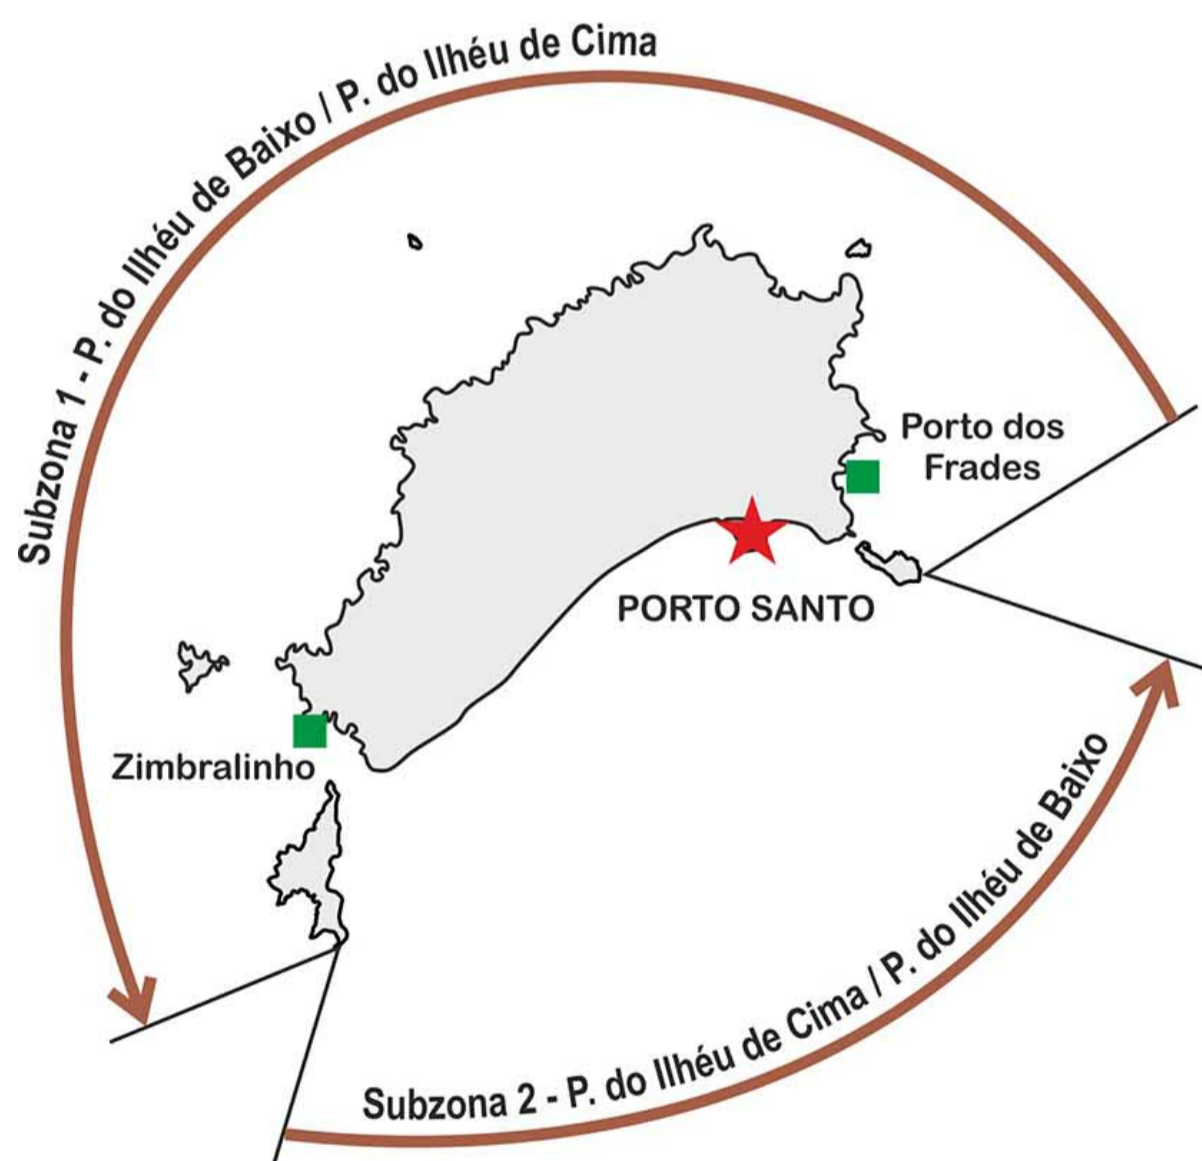 Subzona 1 - P. do Ilhéu de Baixo / P. do Ilhéu de Cima
Porto dos
Frades
PORTO SANTO
Zimbralinho
Subzona 2 - P. do Ilhéu de Cima / P. do Ilhéu de Baixo